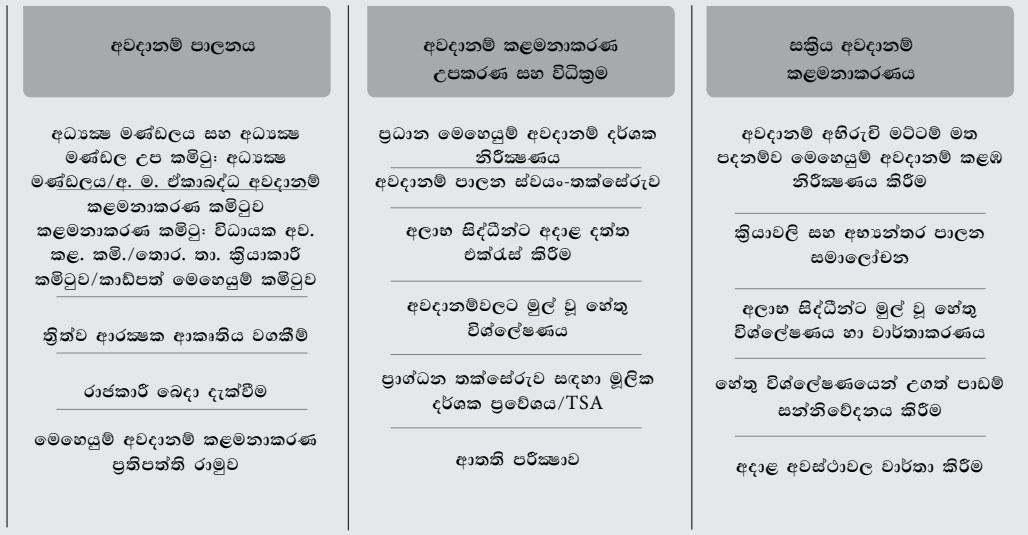 අවදානම් පාලනය
අධ්‍යක්‍ෂ මණ්ඩලය සහ අධ්‍යක්‍ෂ
මණ්ඩල උප කමිටු: අධ්‍යක්‍ෂ
මණ්ඩලය/අ. ම. ඒකාබද්ධ අවදානම්
කළමනාකරණ කමිටුව
කළමනාකරණ කමිටු: විධායක අව.
කළ. කමි./තොර. තා. ක්‍රියාකාරී
කමිටුව/කාඩ්පත් මෙහෙයුම් කමිටුව
ත්‍රිත්ව ආරක්‍ෂක ආකෘතිය වගකීම්
රාජකාරී බෙදා දැක්වීම
මෙහෙයුම් අවදානම් කළමනාකරණ
ප්‍රතිපත්ති රාමුව
අවදානම් කළමනාකරණ
උපකරණ සහ විධික්‍රම
ප්‍රධාන මෙහෙයුම් අවදානම් දර්ශක
නිරීක්‍ෂණය
අවදානම් පාලන ස්වයං-තක්සේරුව
අලාභ සිද්ධීන්ට අදාළ දත්ත
එක්රැස් කිරීම
අවදානම්වලට මුල් වූ හේතු
විශ්ලේෂණය
ප්‍රාග්ධන තක්සේරුව සඳහා මූලික
දර්ශක ප්‍රවේශය/TSA
ආතති පරීක්‍ෂාව
සක්‍රිය අවදානම්
කළමනාකරණය
අවදානම් අභිරුචි මට්ටම් මත
පදනම්ව මෙහෙයුම් අවදානම් කළඹ
නිරීක්‍ෂණය කිරීම
ක්‍රියාවලි සහ අභ්‍යන්තර පාලන
සමාලෝචන
අලාභ සිද්ධීන්ට මුල් වූ හේතු
විශ්ලේෂණය හා වාර්තාකරණය
හේතු විශ්ලේෂණයෙන් උගත් පාඩම්
සන්නිවේදනය කිරීම
අදාළ අවස්ථාවල වාර්තා කිරීම